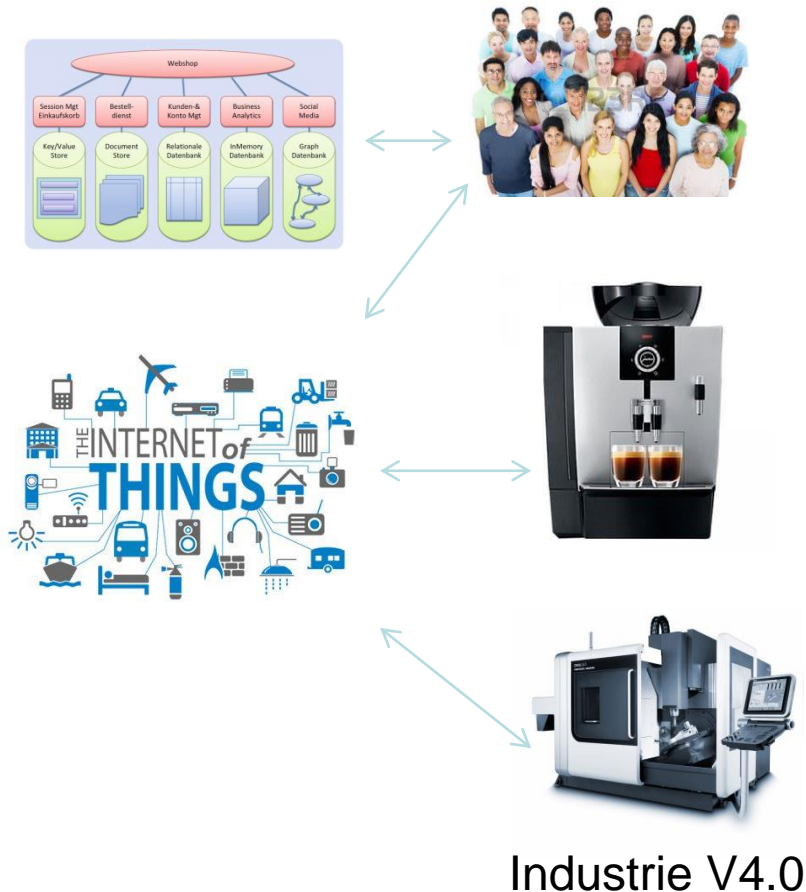 Webshop
Session Mgt
Einkaufskorb
Bestell-
dienst
Kunden-&
Konto Mgt
Business
Analytics
Social
Media
Key/Value
Store
Document
Store
Relationale
Datenbank
InMemory
Datenbank
Graph
Datenbank
THE
INTERNET of
THINGS
Industrie V4.0